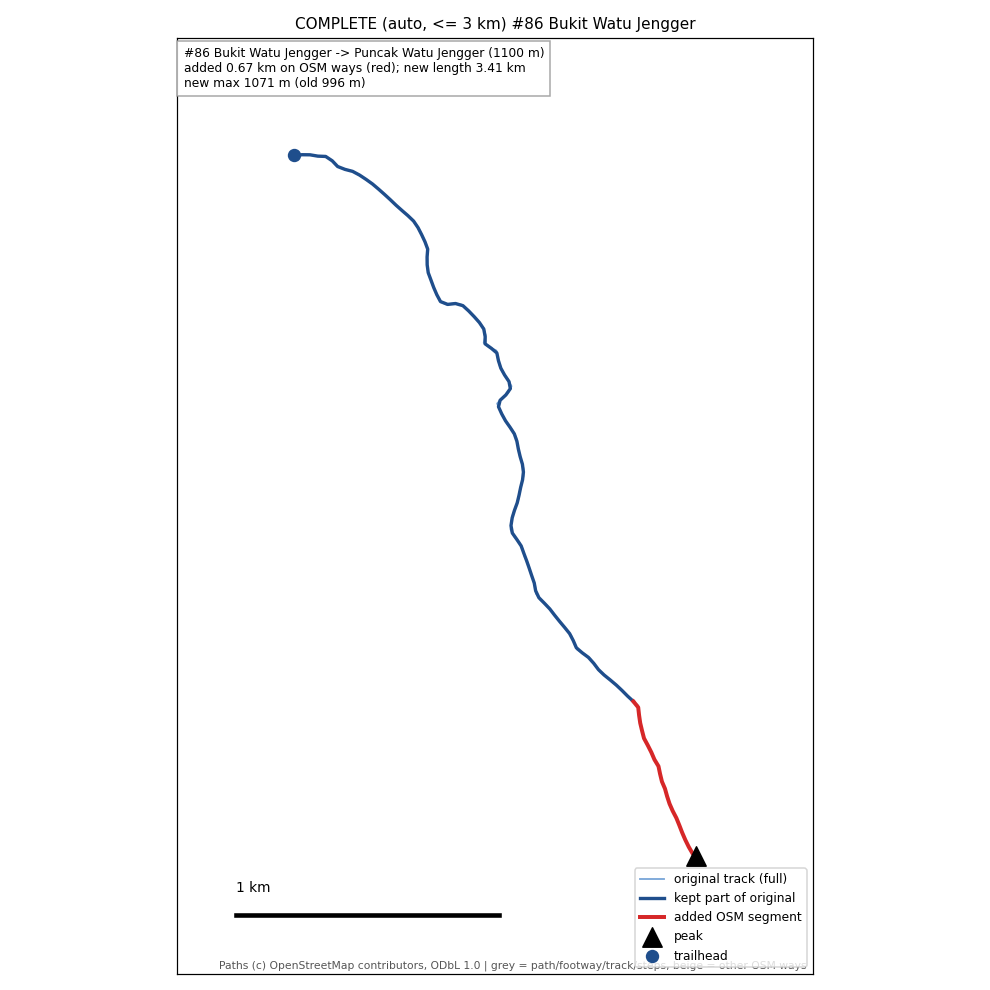 COMPLETE (auto, <= 3 km) #86 Bukit Watu Jengger
#86 Bukit Watu Jengger -> Puncak Watu Jengger (1100 m)
added 0.67 km on OSM ways (red); new length 3.41 km
new max 1071 m (old 996 m)
1 km
original track (full)
kept part of original
added OSM segment
peak
trailhead
Paths (c) OpenStreetMap contributors, ODbL 1.0 | grey = path/footway/track/steps, beige = other OSM ways